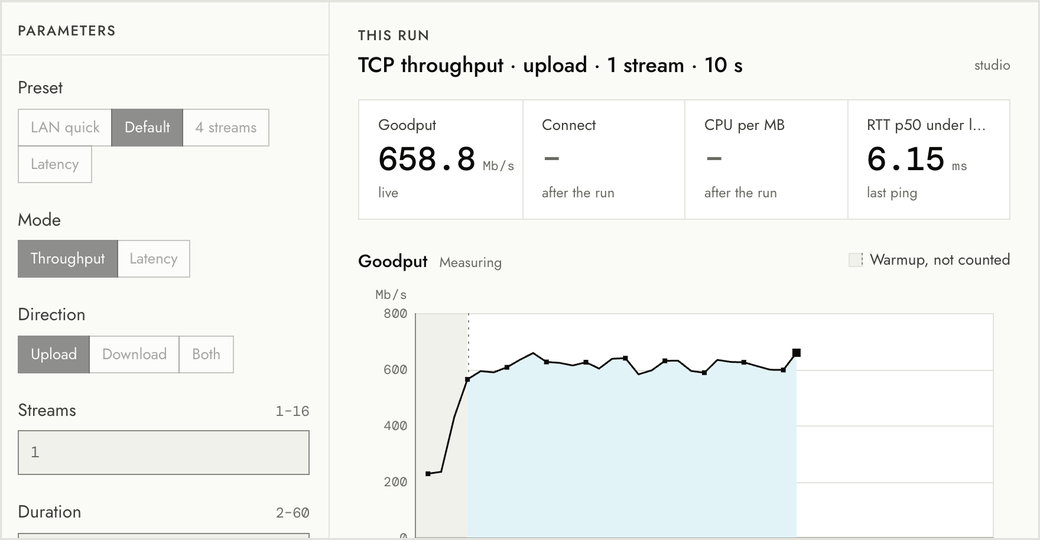 PARAMETERS
Preset
LAN quick Default 4 streams
Latency
Mode
Throughput Latency
Direction
Upload Download Both
Streams 1–16
1
Duration 2–60
THIS RUN
TCP throughput · upload · 1 stream · 10 s studio
Goodput Connect CPU per MB RTT p50 under l…
658.8 Mb/s – – 6.15 ms
live after the run after the run last ping
Goodput Measuring Warmup, not counted
Mb/s
800
600
400
200
0